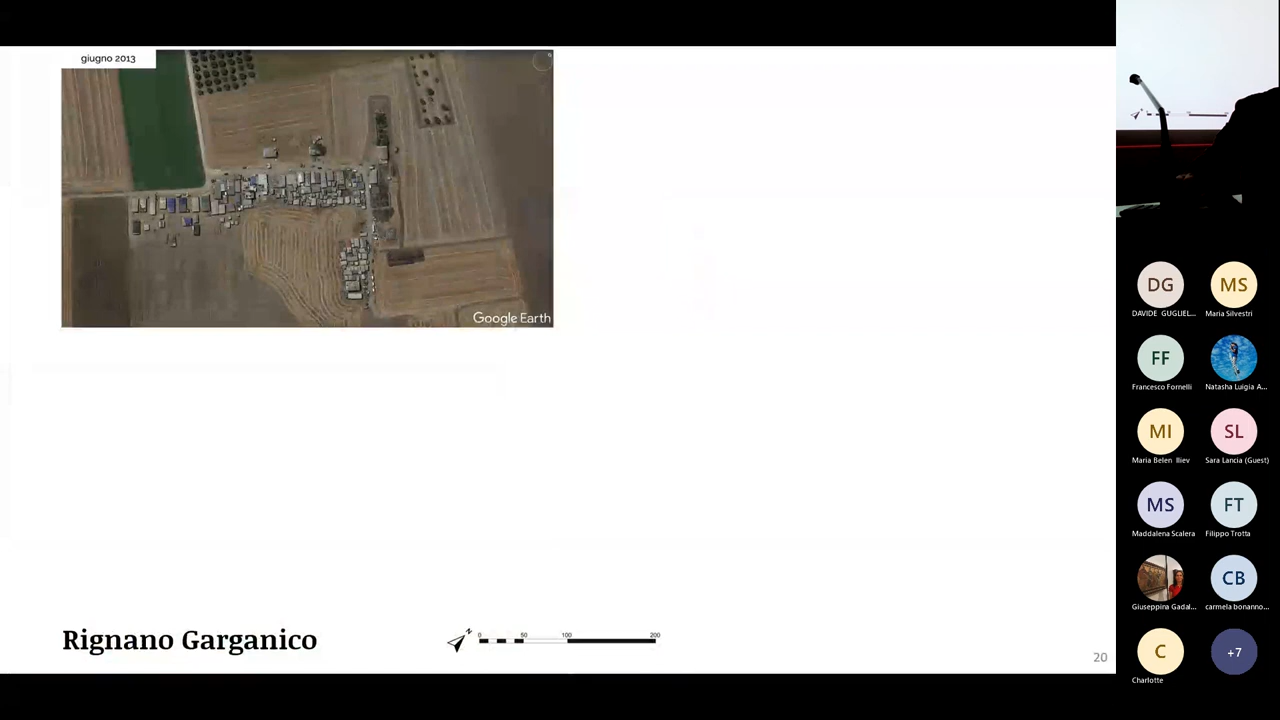 giugno 2013
Google Earth
Rignano Garganico
N
0 50 100 200
20
DG
MS
DAVIDE GUGLIEL...
Maria Silvestri
FF
Francesco Fornelli
Natasha Luigia A...
MI
SL
Maria Belen Iliev
Sara Lancia (Guest)
MS
FT
Maddalena Scalera
Filippo Trotta
CB
Giuseppina Gadal...
carmela bonanno...
C
+7
Charlotte